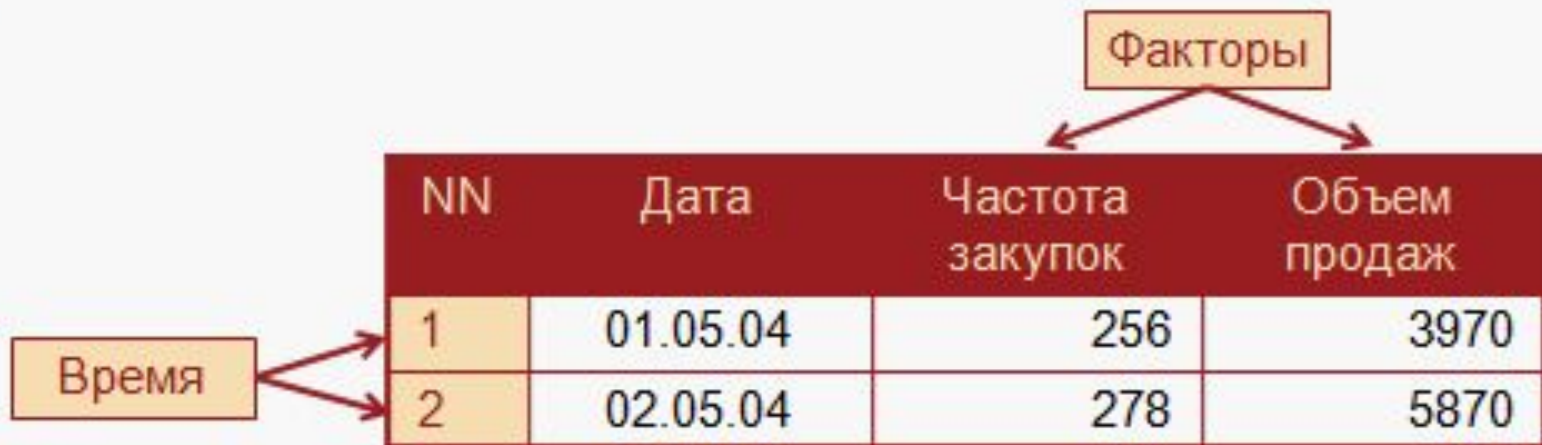 Факторы
NN Дата Частота закупок Объем продаж
Время
1 01.05.04 256 3970
2 02.05.04 278 5870